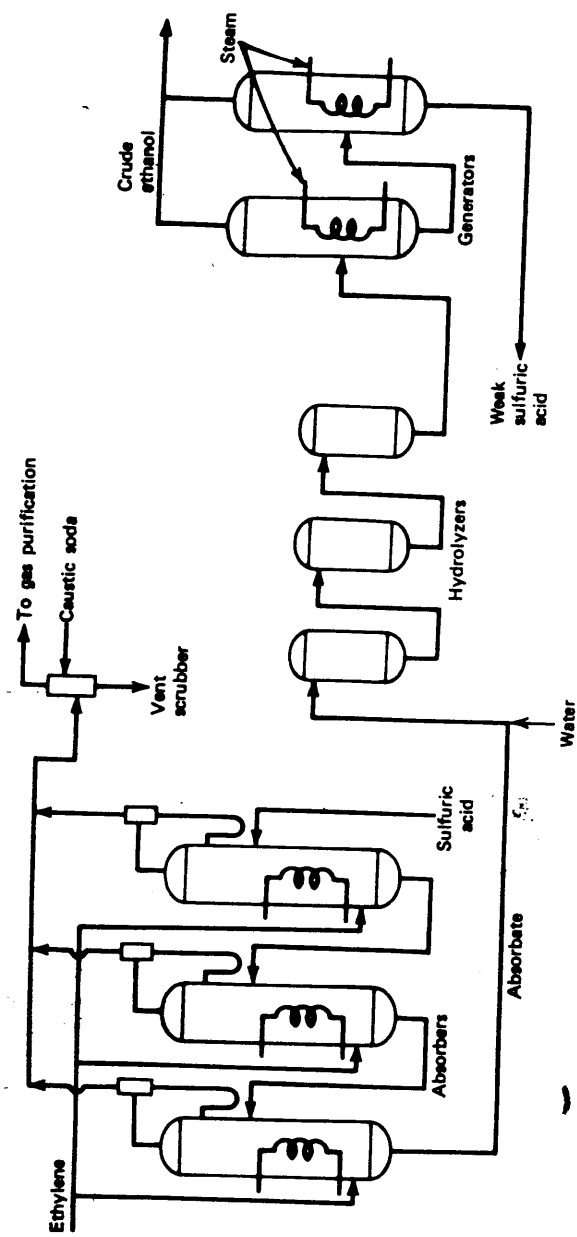 Ethylene
To gas purification
Caustic soda
Vent
scrubber
Crude
ethanol
Steam
Absorbers
Sulfuric
acid
Absorbate
Water
Hydrolyzers
Generators
Weak
sulfuric
acid